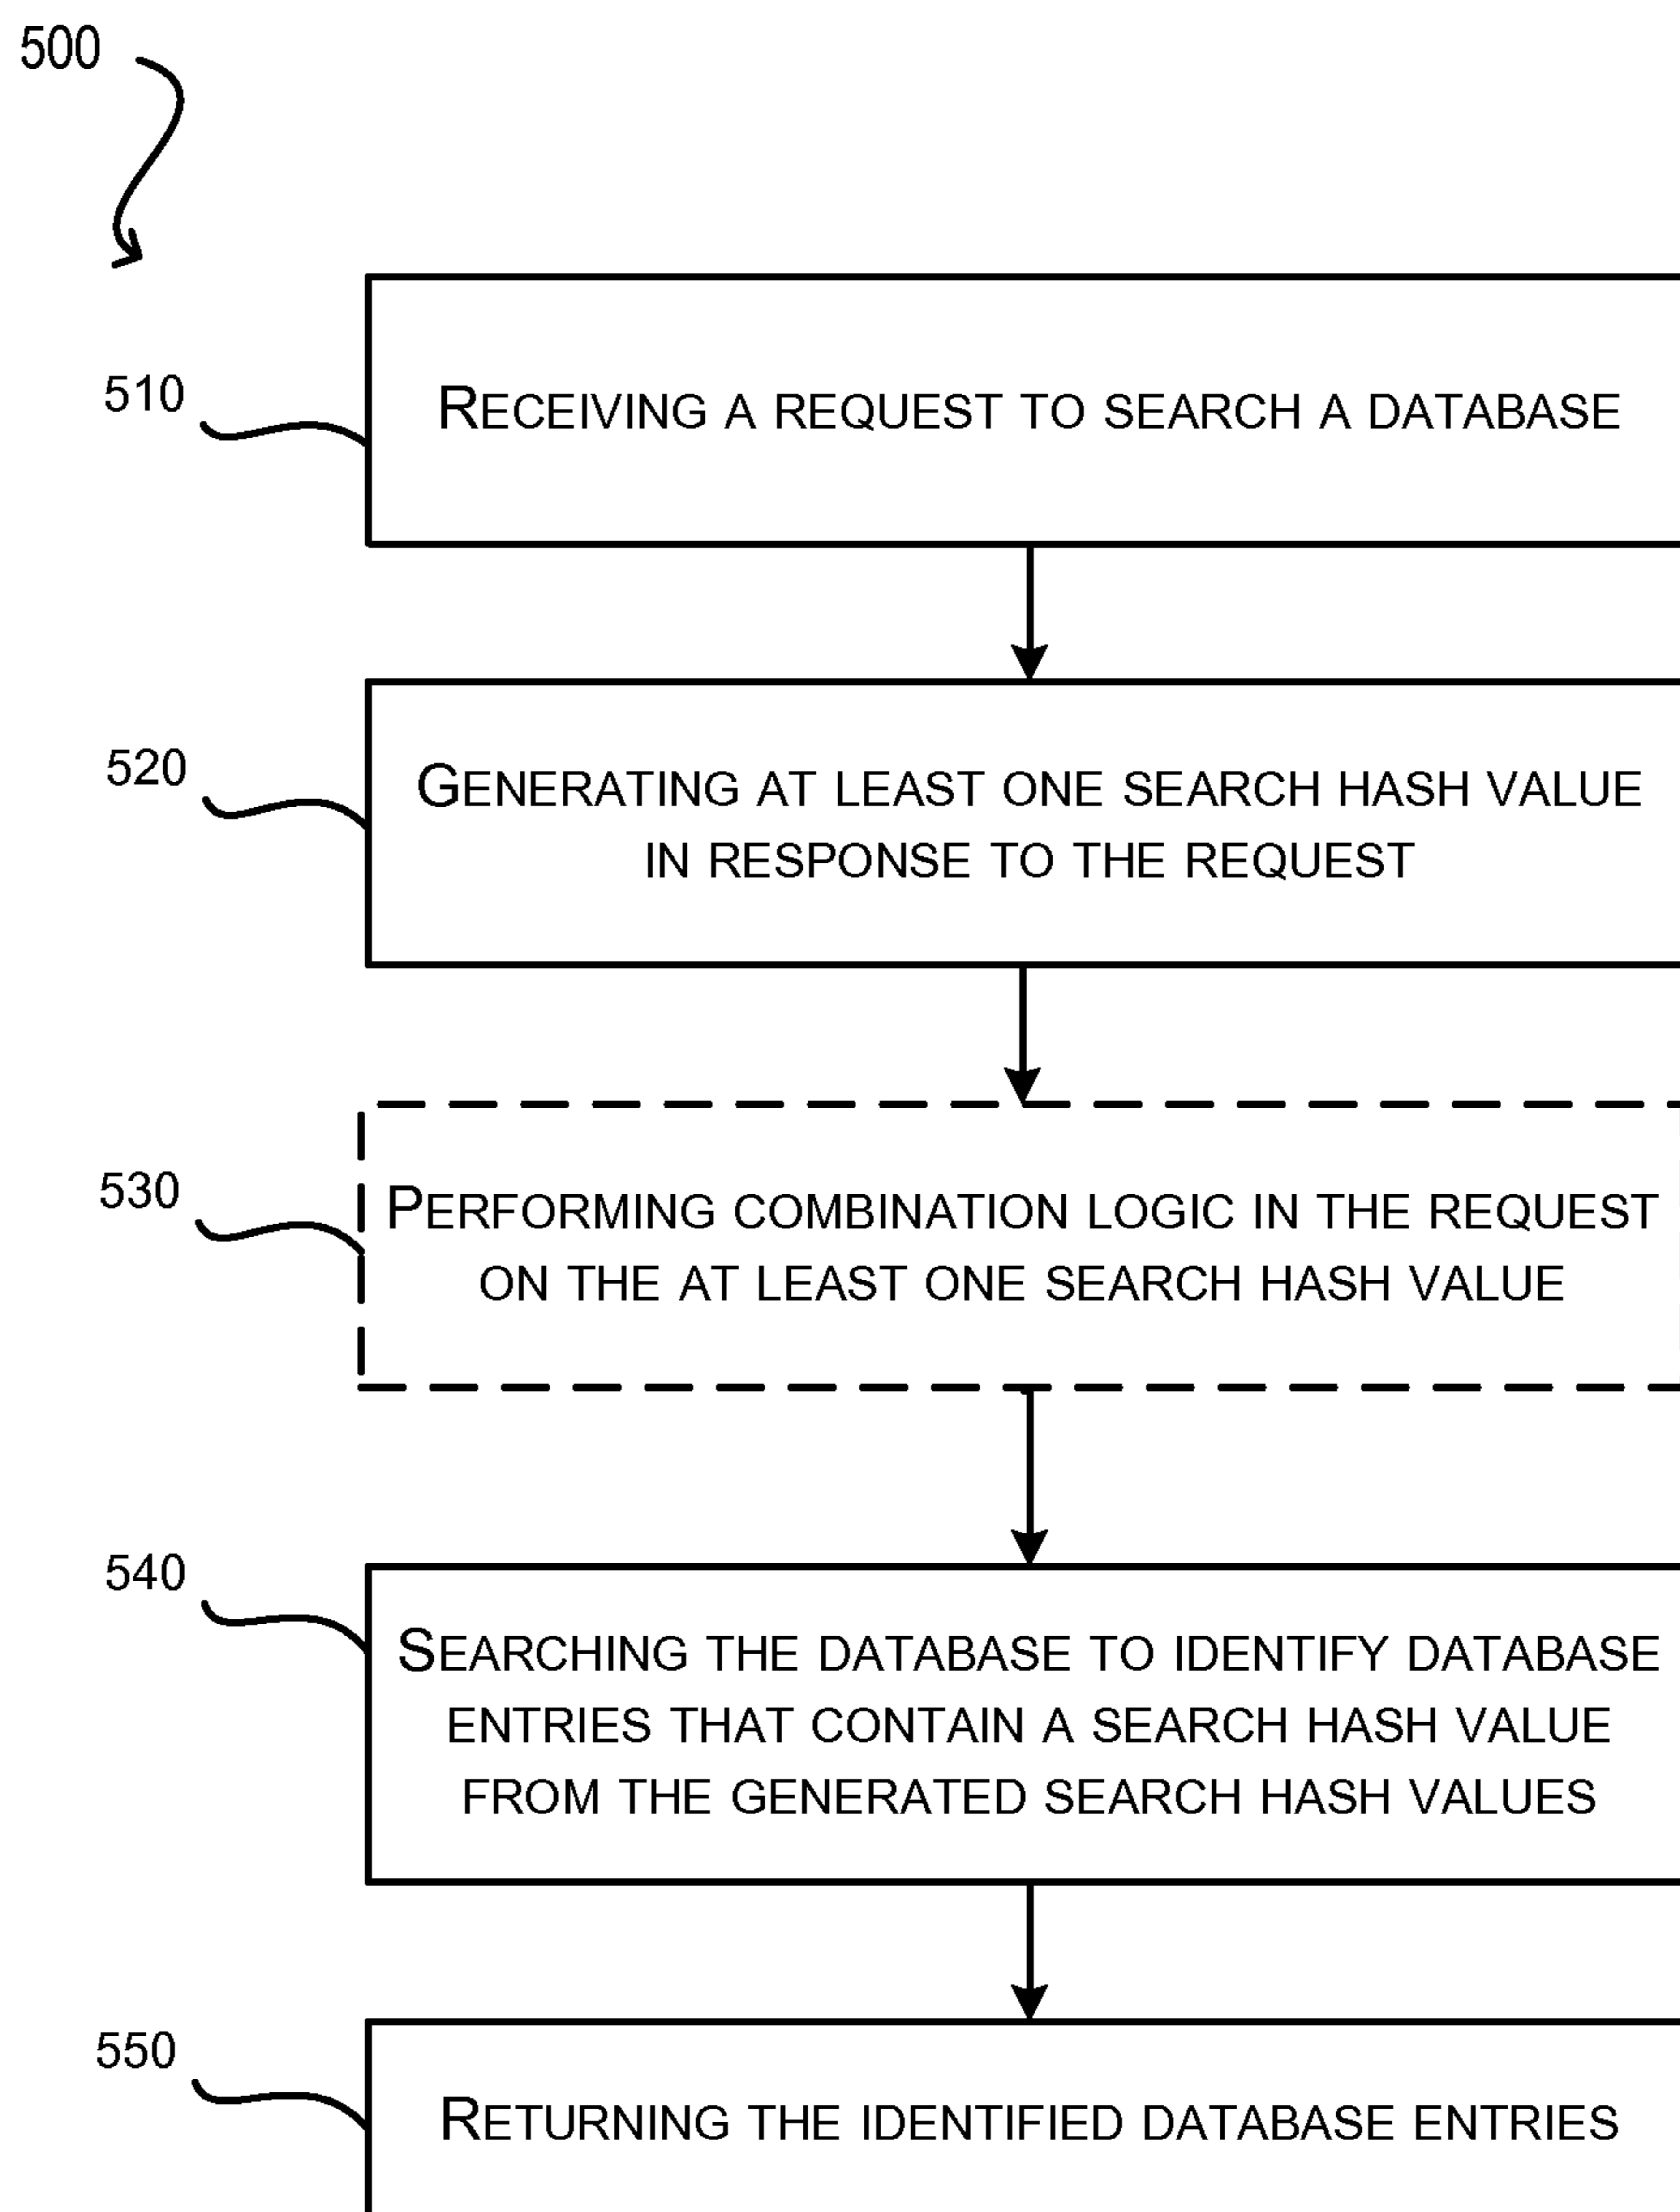 500
510
RECEIVING A REQUEST TO SEARCH A DATABASE
520
GENERATING AT LEAST ONE SEARCH HASH VALUE
IN RESPONSE TO THE REQUEST
530
PERFORMING COMBINATION LOGIC IN THE REQUEST
ON THE AT LEAST ONE SEARCH HASH VALUE
540
SEARCHING THE DATABASE TO IDENTIFY DATABASE
ENTRIES THAT CONTAIN A SEARCH HASH VALUE
FROM THE GENERATED SEARCH HASH VALUES
550
RETURNING THE IDENTIFIED DATABASE ENTRIES